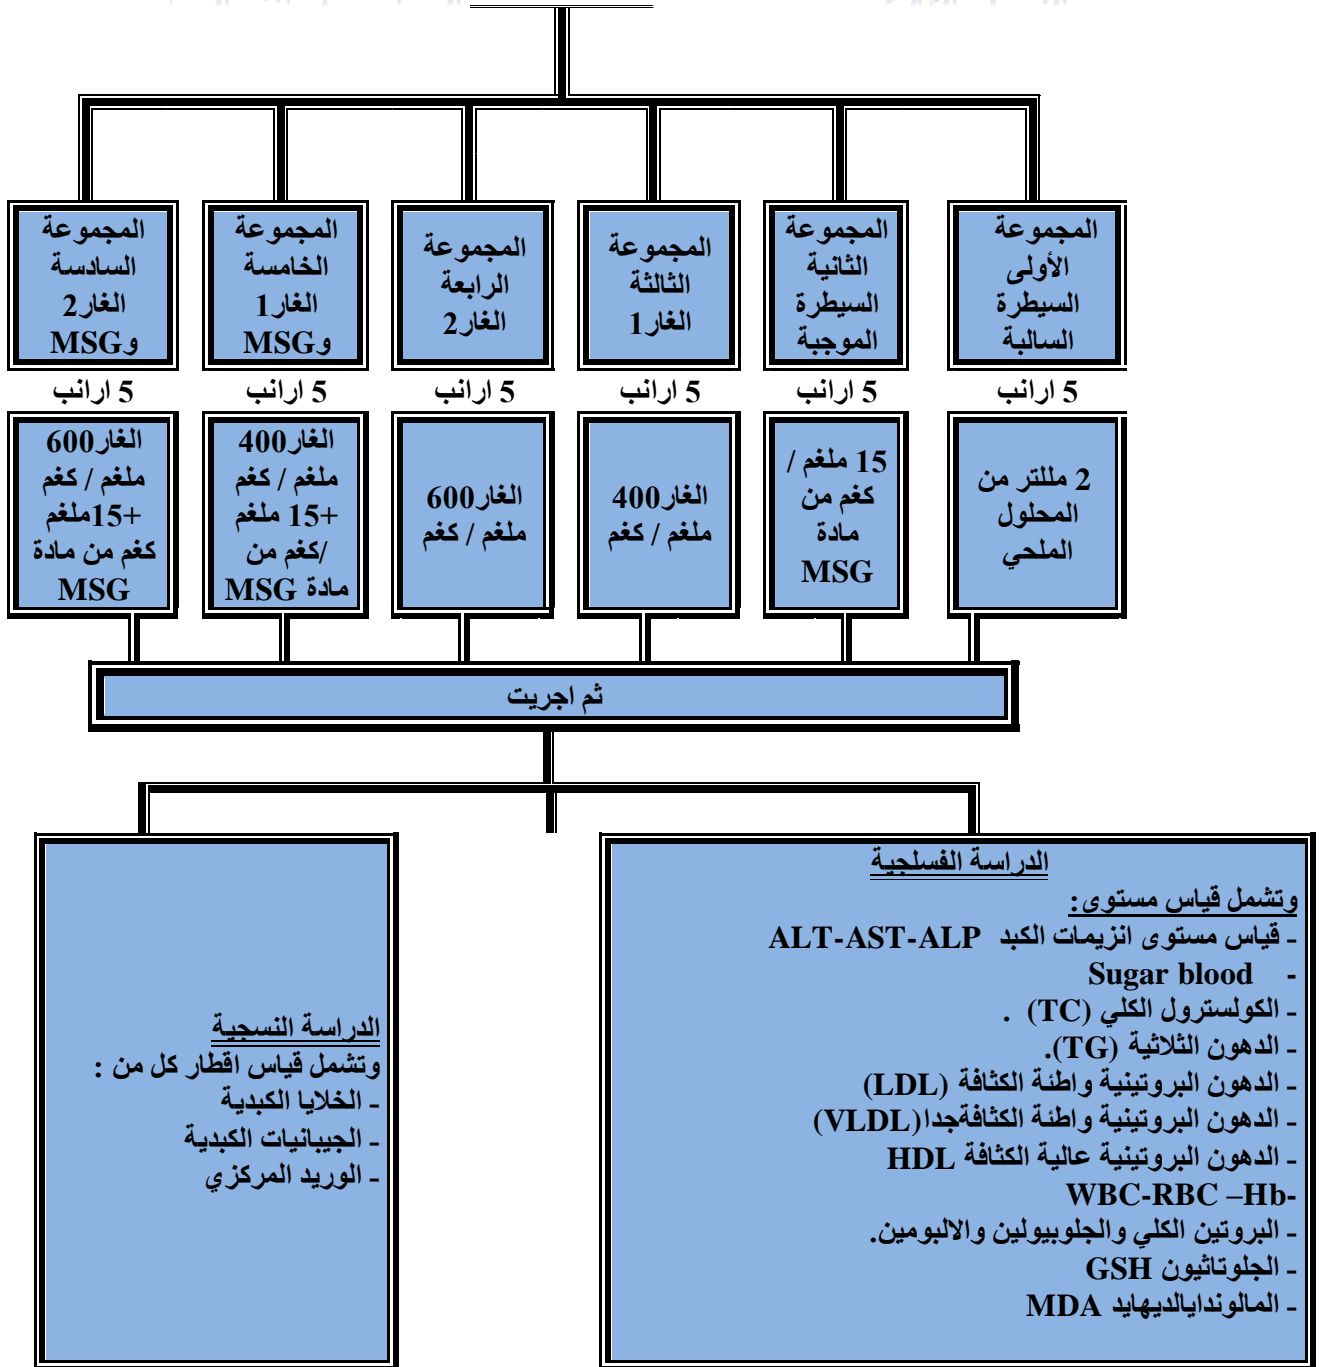 المجموعة
الأولى
السيطرة
السالبة
المجموعة
الثانية
السيطرة
الموجبة
المجموعة
الثالثة
الغار1
المجموعة
الرابعة
الغار2
المجموعة
الخامسة
الغار1
وMSG
المجموعة
السادسة
الغار2
وMSG
5 ارانب
5 ارانب
5 ارانب
5 ارانب
5 ارانب
5 ارانب
2 مللتر من
المحلول
الملحي
15 ملغم /
كغم من
مادة
MSG
الغار400
ملغم / كغم
الغار600
ملغم / كغم
الغار400
ملغم / كغم
+15 ملغم
/كغم من
مادة MSG
الغار600
ملغم / كغم
+15ملغم
كغم من مادة
MSG
ثم اجريت
الدراسة الفسلجية
وتشمل قياس مستوى:
- قياس مستوى انزيمات الكبد ALT-AST-ALP
- Sugar blood
- الكولسترول الكلي (TC) .
- الدهون الثلاثية (TG).
- الدهون البروتينية واطئة الكثافة (LDL)
- الدهون البروتينية واطئة الكثافةجدا(VLDL)
- الدهون البروتينية عالية الكثافة HDL
WBC-RBC –Hb-
- البروتين الكلي والجلوبيولين والالبومين.
- الجلوتاثيون GSH
- المالوندايالديهايد MDA
الدراسة النسجية
وتشمل قياس اقطار كل من :
- الخلايا الكبدية
- الجيبانيات الكبدية
- الوريد المركزي